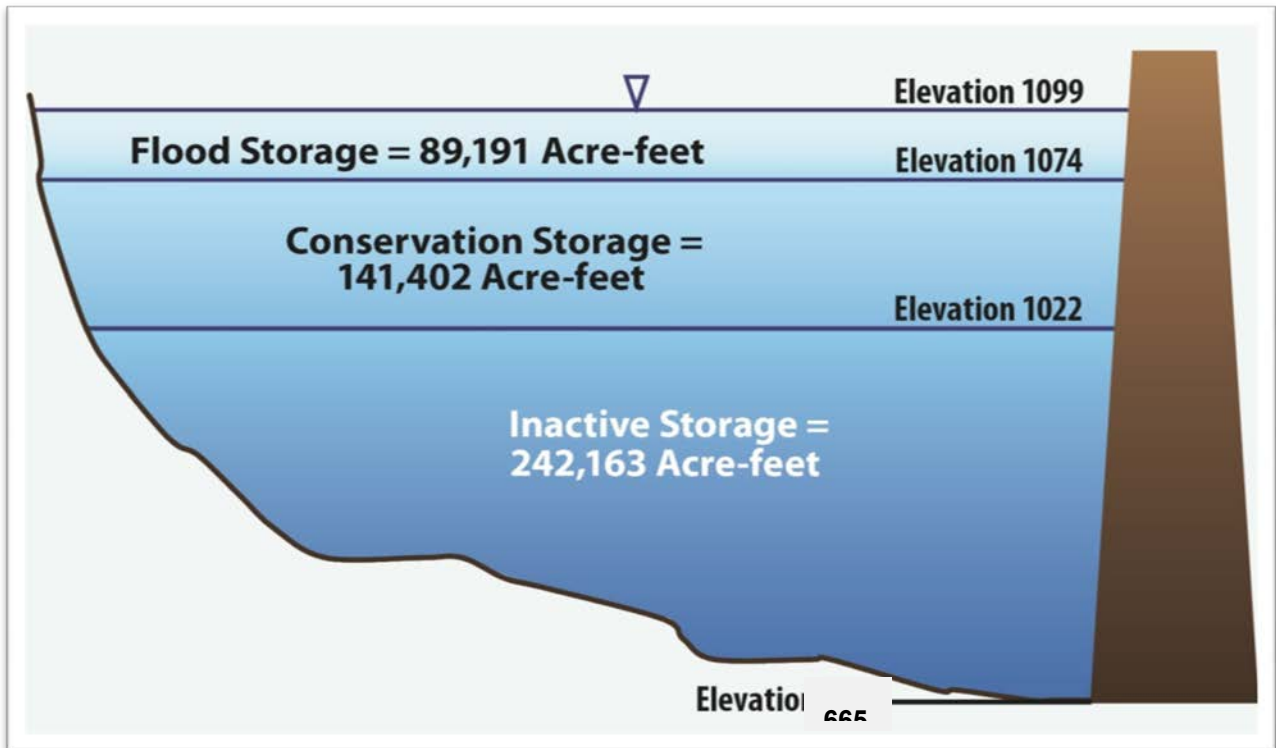 Elevation 1099
Flood Storage = 89,191 Acre-feet
Elevation 1074
Conservation Storage =
141,402 Acre-feet
Elevation 1022
Inactive Storage =
242,163 Acre-feet
Elevation 665